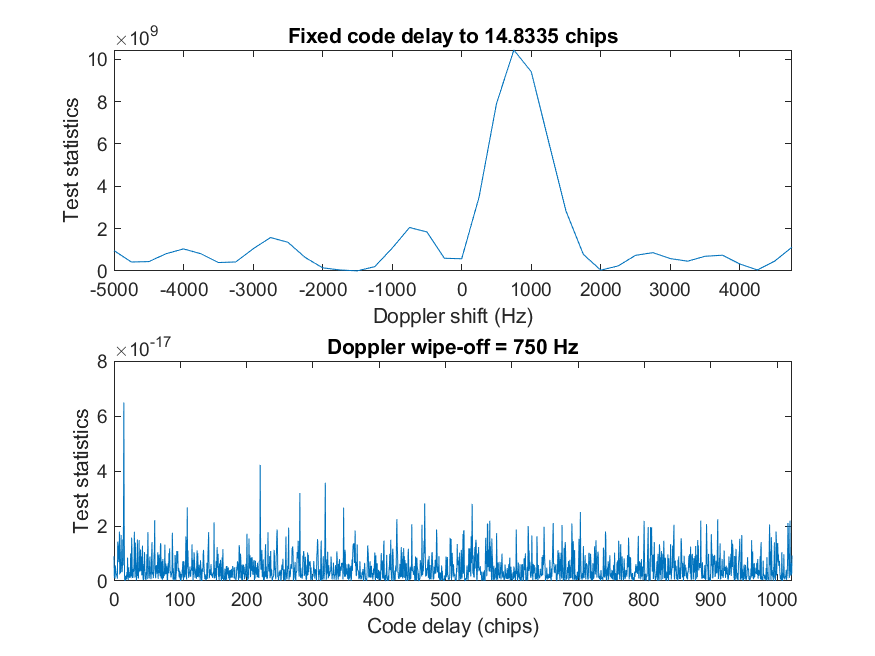 ×10^9
Fixed code delay to 14.8335 chips
Test statistics
10
8
6
4
2
0
-5000 -4000 -3000 -2000 -1000 0 1000 2000 3000 4000
Doppler shift (Hz)
×10^-17
Doppler wipe-off = 750 Hz
Test statistics
8
6
4
2
0
0 100 200 300 400 500 600 700 800 900 1000
Code delay (chips)